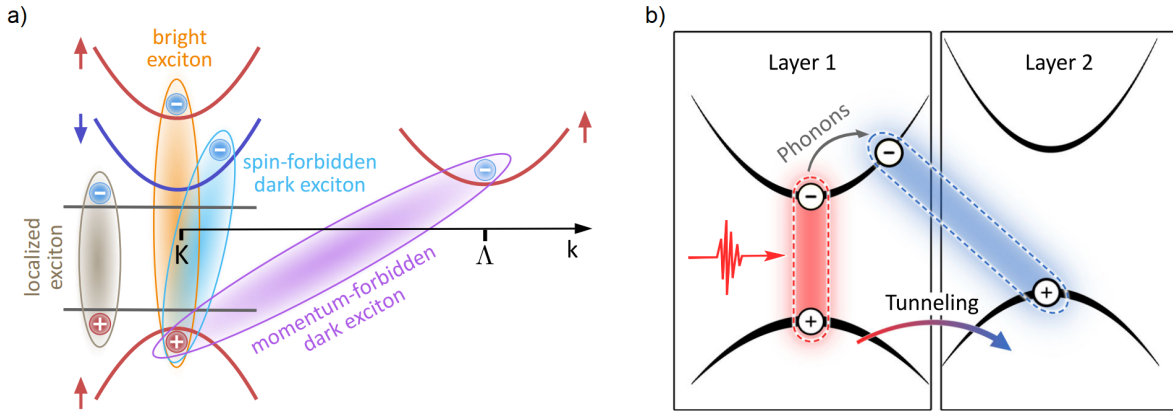 a)
bright
exciton
spin-forbidden
dark exciton
localized
exciton
K
Λ
k
momentum-forbidden
dark exciton
b)
Layer 1
Layer 2
Phonons
Tunneling